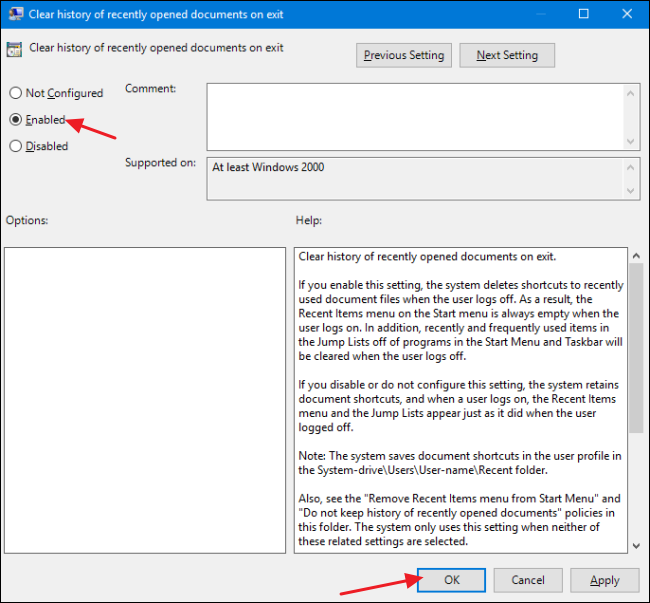 Clear history of recently opened documents on exit
Clear history of recently opened documents on exit
Previous Setting
Next Setting
Not Configured
Comment:
Enabled
Disabled
Supported on:
At least Windows 2000
Options:
Help:
Clear history of recently opened documents on exit.
If you enable this setting, the system deletes shortcuts to recently
used document files when the user logs off. As a result, the
Recent Items menu on the Start menu is always empty when the
user logs on. In addition, recently and frequently used items in
the Jump Lists off of programs in the Start Menu and Taskbar will
be cleared when the user logs off.
If you disable or do not configure this setting, the system retains
document shortcuts, and when a user logs on, the Recent Items
menu and the Jump Lists appear just as it did when the user
logged off.
Note: The system saves document shortcuts in the user profile in
the System-drive\Users\User-name\Recent folder.
Also, see the "Remove Recent Items menu from Start Menu" and
"Do not keep history of recently opened documents" policies in
this folder. The system only uses this setting when neither of
these related settings are selected.
OK
Cancel
Apply